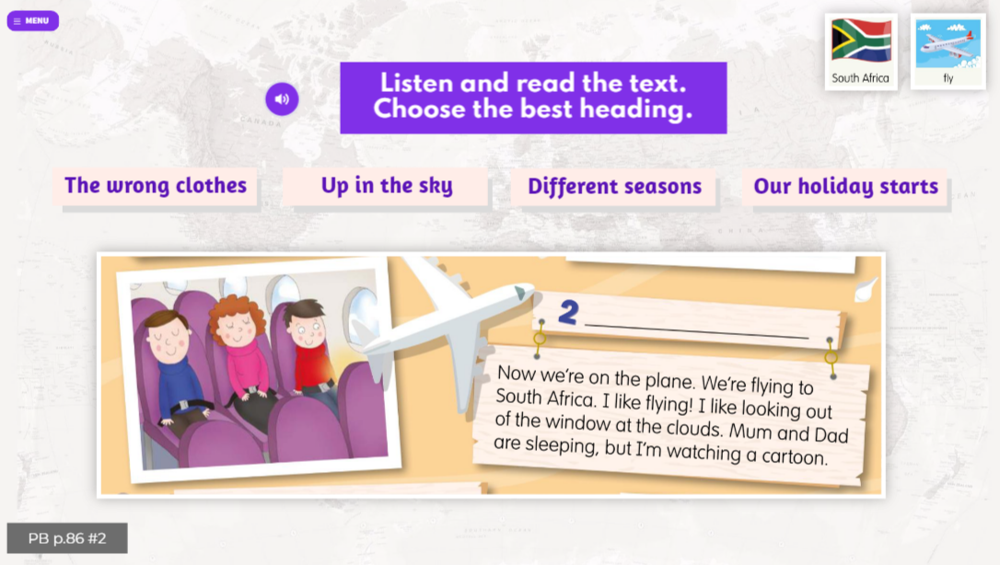 MENU
South Africa
fly
Listen and read the text.
Choose the best heading.
The wrong clothes
Up in the sky
Different seasons
Our holiday starts
2
Now we're on the plane. We're flying to
South Africa. I like flying! I like looking out
of the window at the clouds. Mum and Dad
are sleeping, but I'm watching a cartoon.
CANADA
CHINA
PB p.86 #2